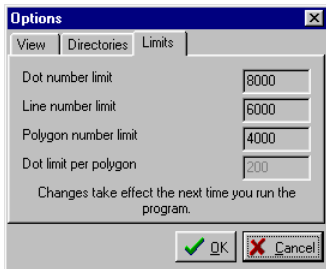 Options
View Directories Limits
Dot number limit 8000
Line number limit 6000
Polygon number limit 4000
Dot limit per polygon 200
Changes take effect the next time you run the
program.
OK Cancel